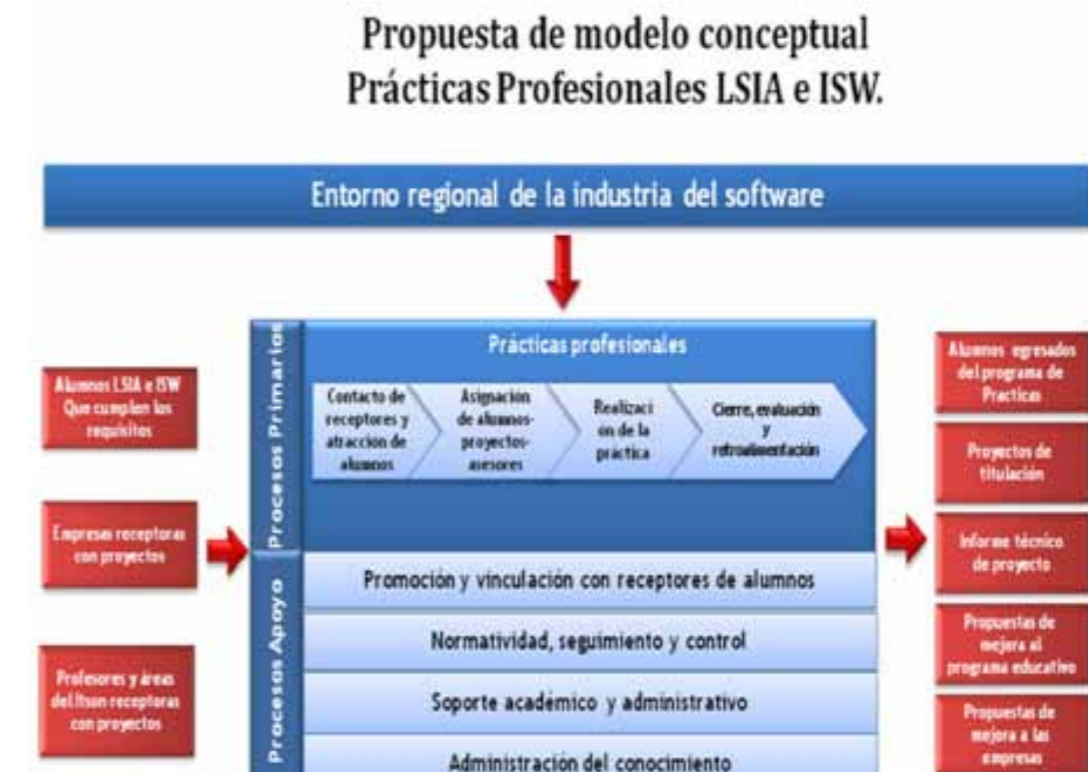 Propuesta de modelo conceptual
Prácticas Profesionales LSIA e ISW.
Entorno regional de la industria del software
Alumnos LSIA e ISW
Que cumplen los
requisitos
Empresas receptoras
con proyectos
Profesores y áreas
del Itson receptoras
con proyectos
Procesos Primarios
Prácticas profesionales
Contacto de
receptores y
atracción de
alumnos
Asignación
de alumnos-
proyectos-
asesores
Realizaci
on de la
práctica
Cierre, evaluación
y
retroalimentación
Procesos Apoyo
Promoción y vinculación con receptores de alumnos
Normatividad, seguimiento y control
Soporte académico y administrativo
Administración del conocimiento
Alumnos egresados
del programa de
Practicas
Proyectos de
titulación
Informe técnico
de proyecto
Propuestas de
mejora al
programa educativo
Propuestas de
mejora a las
empresas